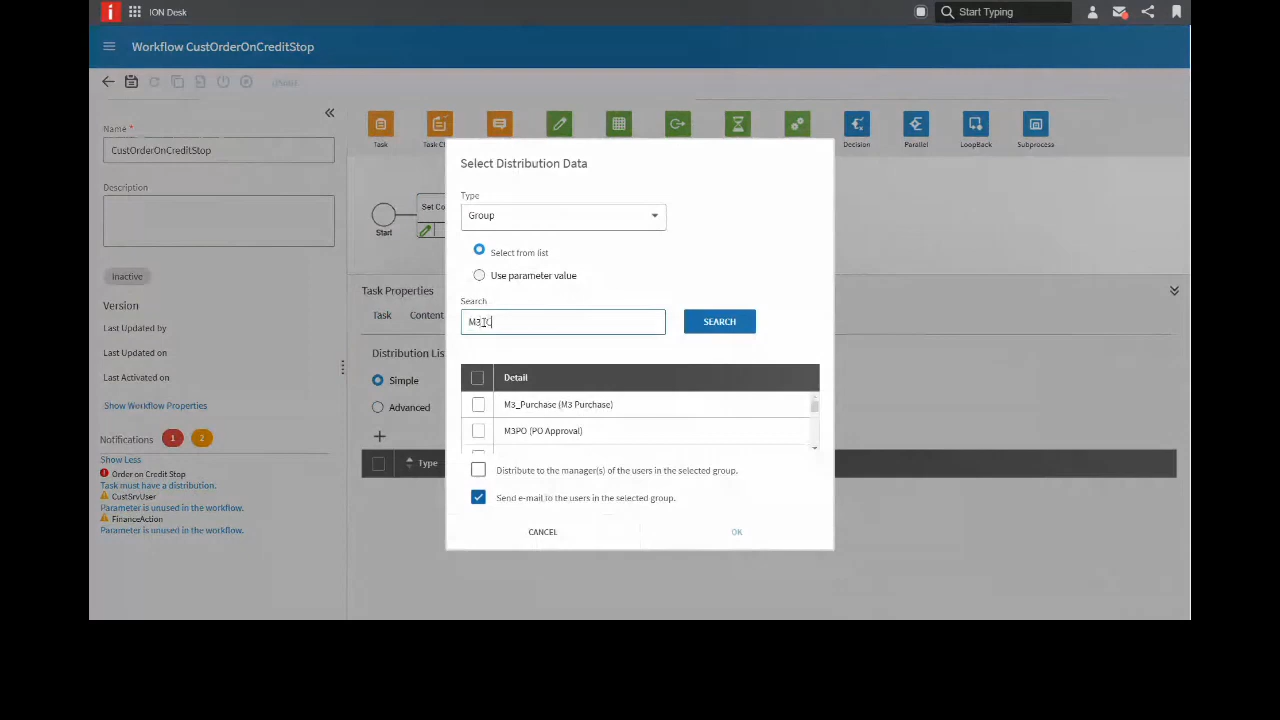 ION Desk
Start Typing
Workflow CustOrderOnCreditStop
Name *
CustOrderOnCreditStop
Description
Inactive
Version
Last Updated by
Last Updated on
Last Activated on
Show Workflow Properties
Notifications 1 2
Show Less
Order on Credit Stop
Task must have a distribution.
CustSrvUser
Parameter is unused in the workflow.
FinanceAction
Parameter is unused in the workflow.
Task
Task C
Decision
Parallel
LoopBack
Subprocess
Start
Set Co
Task Properties
Task Content
Distribution Lis
Simple
Advanced
Type
Select Distribution Data
Type
Group
Select from list
Use parameter value
Search
SEARCH
Detail
M3_Purchase (M3 Purchase)
M3PO (PO Approval)
Distribute to the manager(s) of the users in the selected group.
Send e-mail to the users in the selected group.
CANCEL
OK